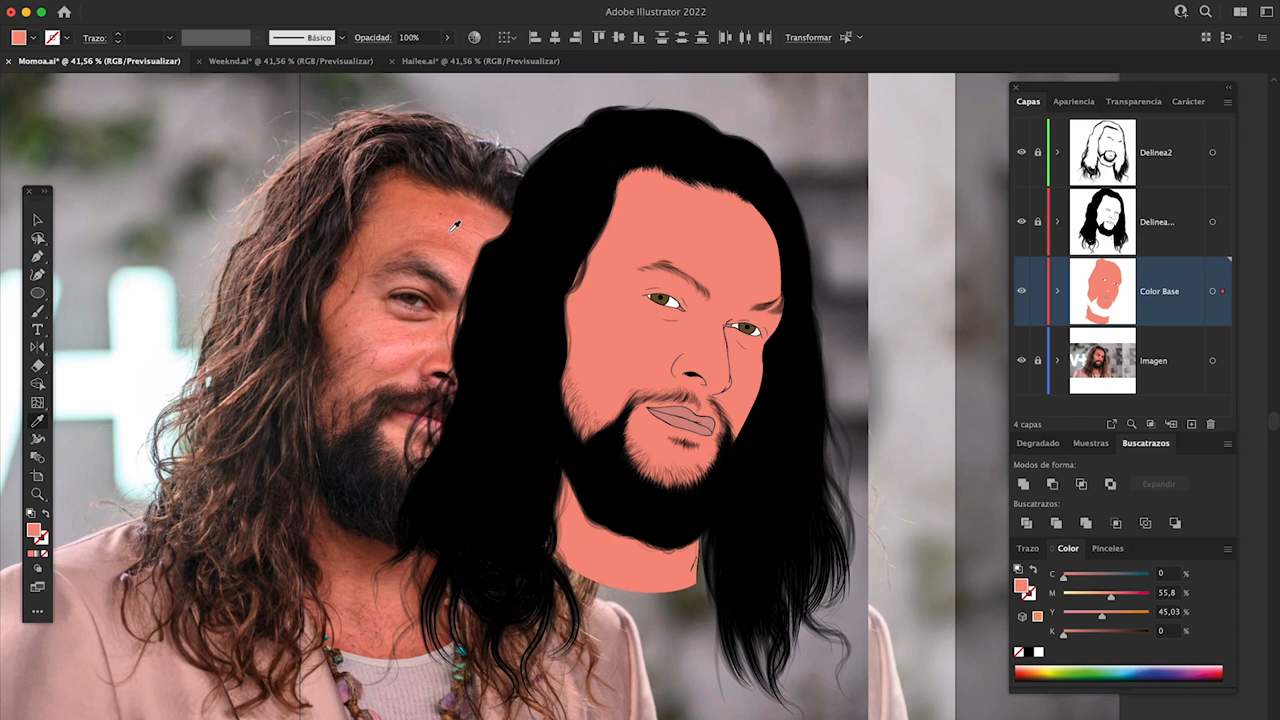 Adobe Illustrator 2022
Trazo:
Básico
Opacidad:
100%
Transformar
Momoa.ai* @ 41,56 % (RGB/Previsualizar)
Weeknd.ai* @ 41,56 % (RGB/Previsualizar)
Hailee.ai* @ 41,56 % (RGB/Previsualizar)
Capas
Apariencia
Transparencia
Carácter
Delinea2
Delinea...
Color Base
Imagen
4 capas
Degradado
Muestras
Buscatrazos
Modos de forma:
Expandir
Buscatrazos:
Trazo
Color
Pinceles
C 0 %
M 55,8 %
Y 45,03 %
K 0 %